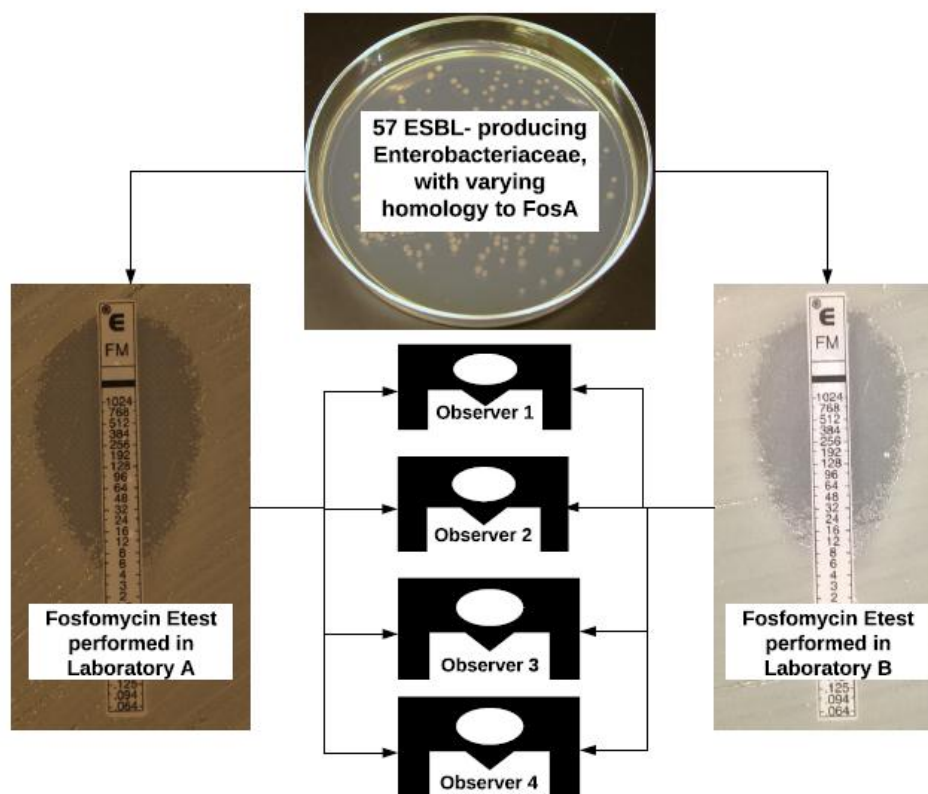 57 ESBL- producing
Enterobacteriaceae,
with varying
homology to FosA
E
FM
1024
768
512
384
256
192
128
96
64
48
32
24
16
12
8
6
4
3
2
Fosfomycin Etest
performed in
Laboratory A
.125
.094
.064
Observer 1
Observer 2
Observer 3
Observer 4
E
FM
1024
768
512
384
256
192
128
96
64
48
32
24
16
12
8
6
4
3
2
Fosfomycin Etest
performed in
Laboratory B
.125
.094
.064